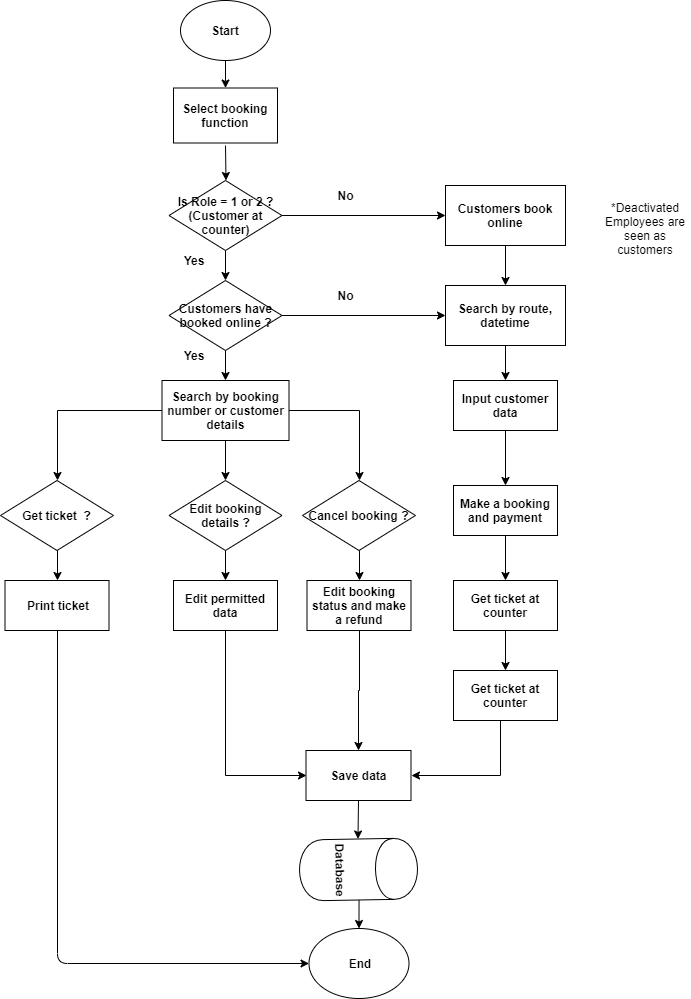 Start
Select booking
function
Is Role = 1 or 2 ?
(Customer at
counter)
No
Customers book
online
*Deactivated
Employees are
seen as
customers
Yes
Customers have
booked online ?
No
Search by route,
datetime
Yes
Search by booking
number or customer
details
Input customer
data
Get ticket  ?
Edit booking
details ?
Cancel booking ?
Make a booking
and payment
Print ticket
Edit permitted
data
Edit booking
status and make
a refund
Get ticket at
counter
Get ticket at
counter
Save data
Database
End